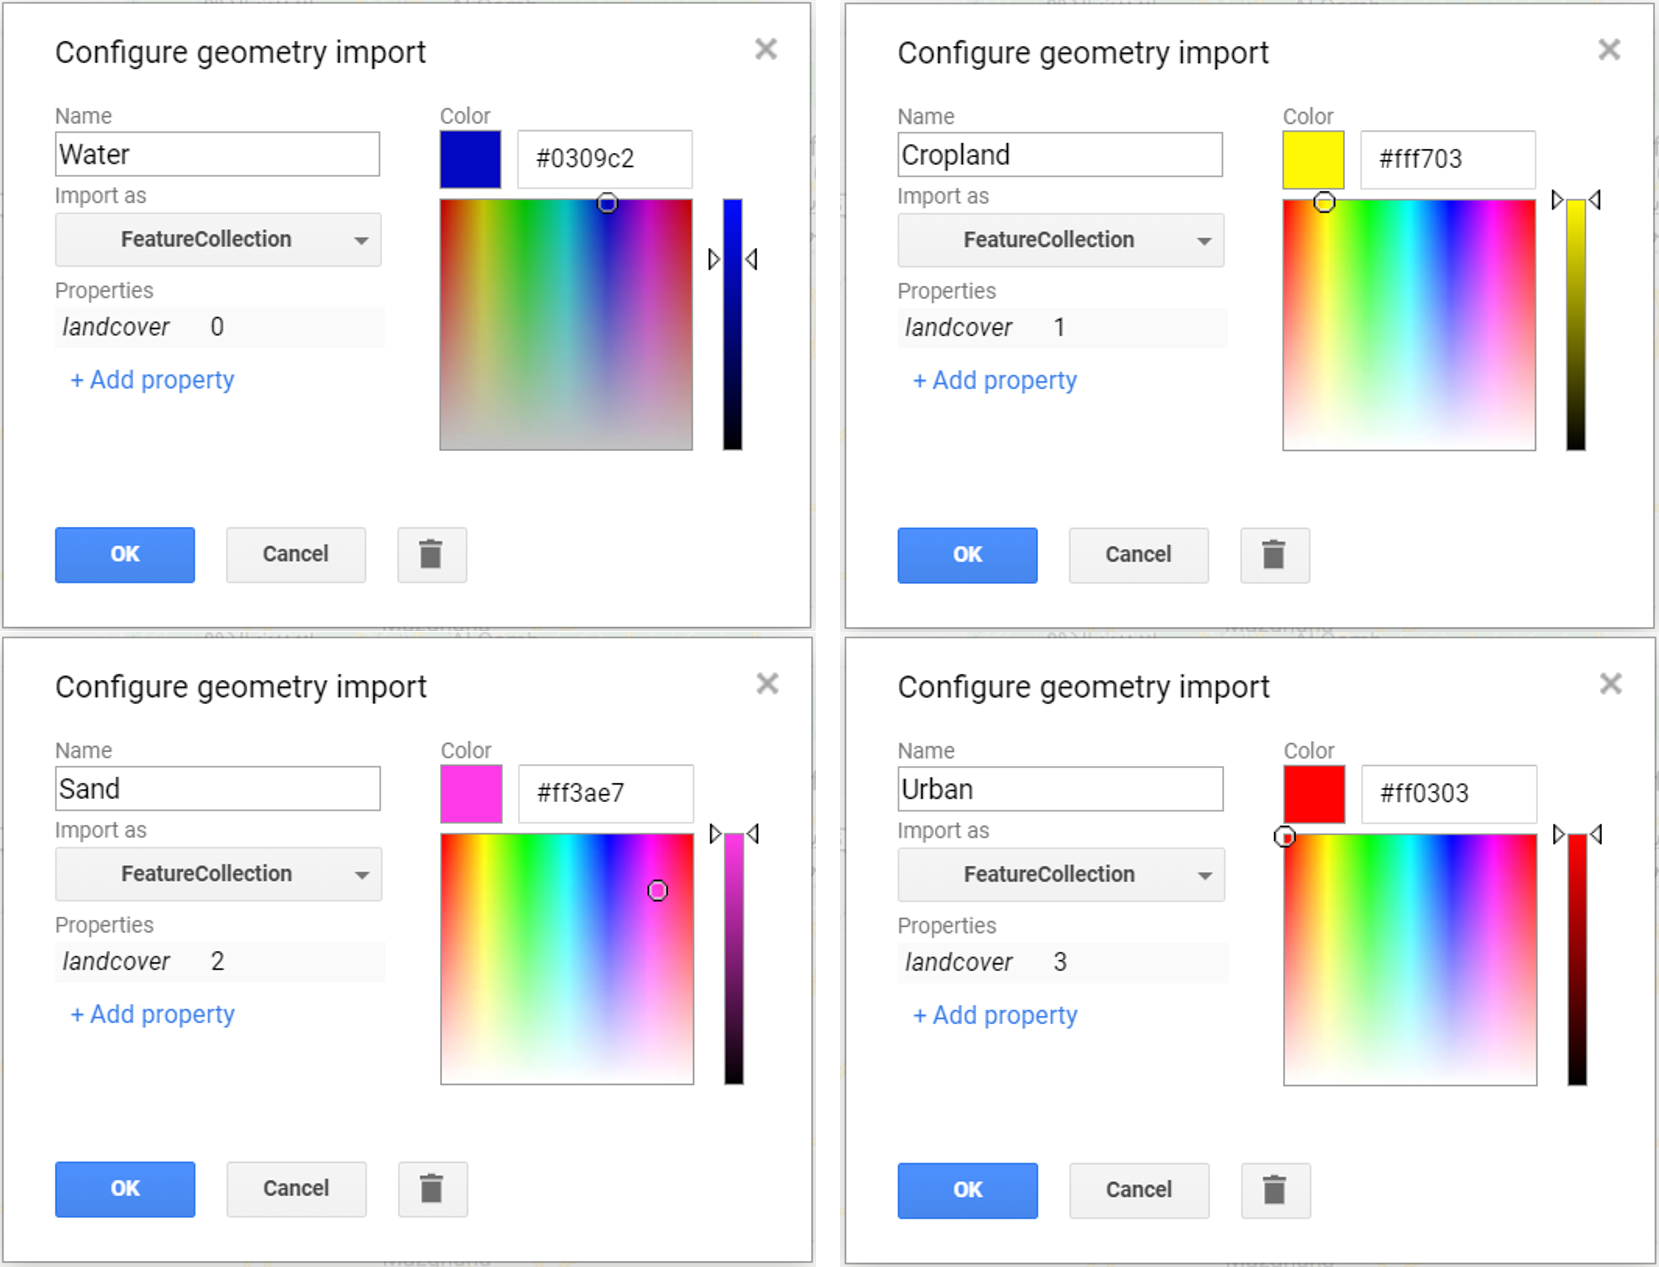 Configure geometry import
Name
Color
Water
#0309c2
Import as
FeatureCollection
Properties
landcover 0
+ Add property
OK Cancel
Configure geometry import
Name
Color
Cropland
#fff703
Import as
FeatureCollection
Properties
landcover 1
+ Add property
OK Cancel
Configure geometry import
Name
Color
Sand
#ff3ae7
Import as
FeatureCollection
Properties
landcover 2
+ Add property
OK Cancel
Configure geometry import
Name
Color
Urban
#ff0303
Import as
FeatureCollection
Properties
landcover 3
+ Add property
OK Cancel